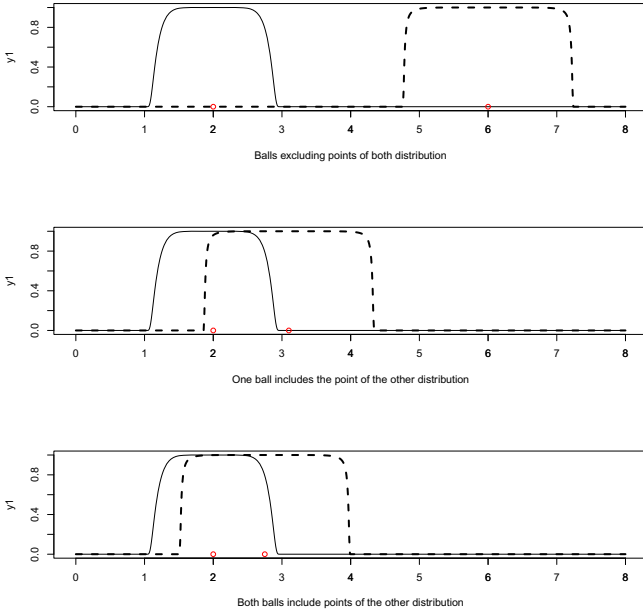 y1
0.0 0.4 0.8
0 1 2 3 4 5 6 7 8
Balls excluding points of both distribution
y1
0.0 0.4 0.8
0 1 2 3 4 5 6 7 8
One ball includes the point of the other distribution
y1
0.0 0.4 0.8
0 1 2 3 4 5 6 7 8
Both balls include points of the other distribution